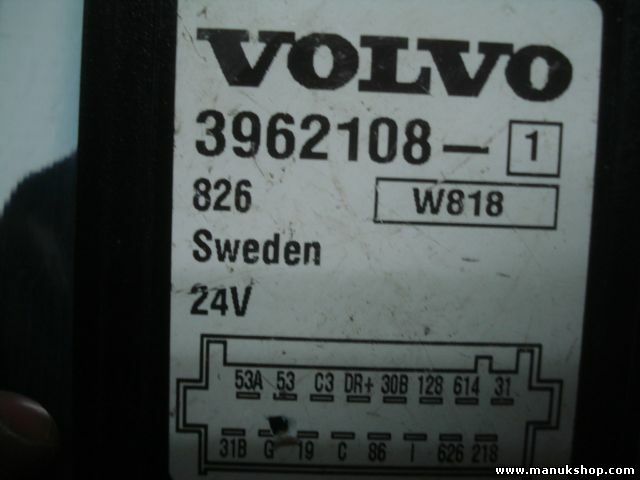 VOLVO
3962108- 1
826 W818
Sweden
24V
53A 53 C3 DR+ 30B 128 614 31
31B G 19 C 86 I 626 218
www.manukshop.com